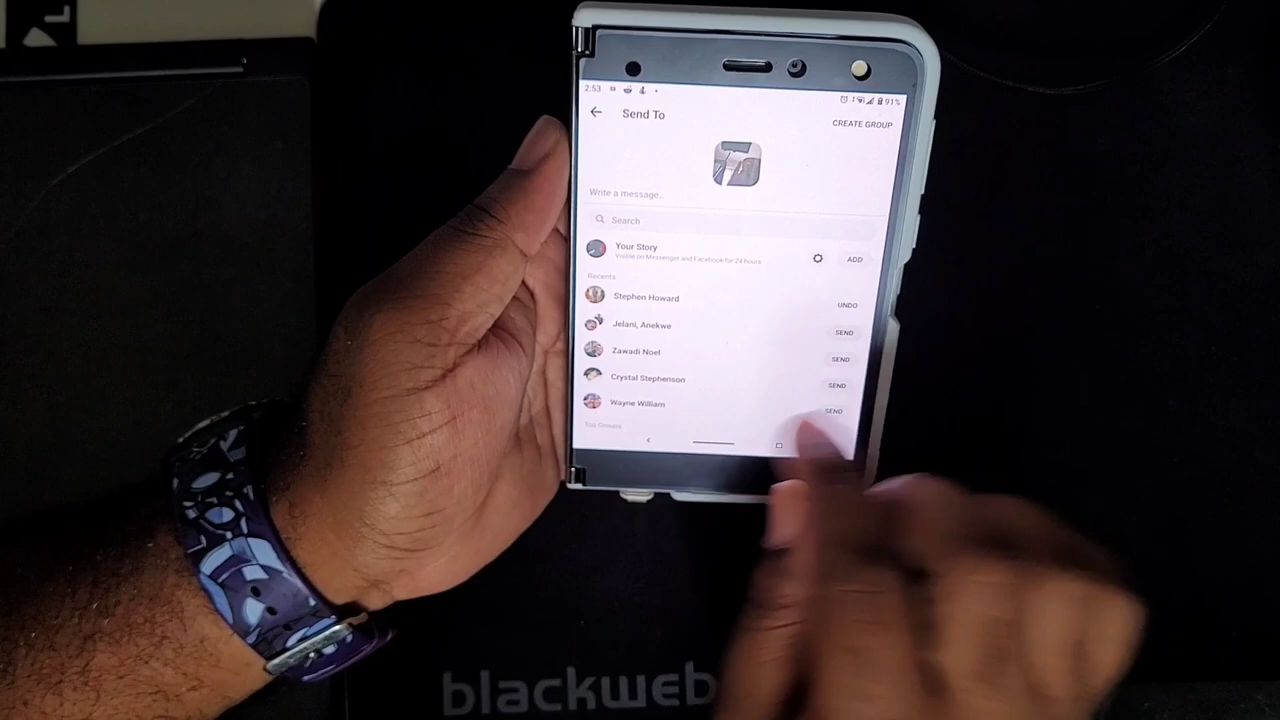 2:53
91%
Send To
CREATE GROUP
Write a message...
Search
Your Story
Visible on Messenger and Facebook for 24 hours
ADD
Recents
Stephen Howard
UNDO
Jelani, Anekwe
SEND
Zawadi Noel
SEND
Crystal Stephenson
SEND
Wayne William
SEND
blackweb